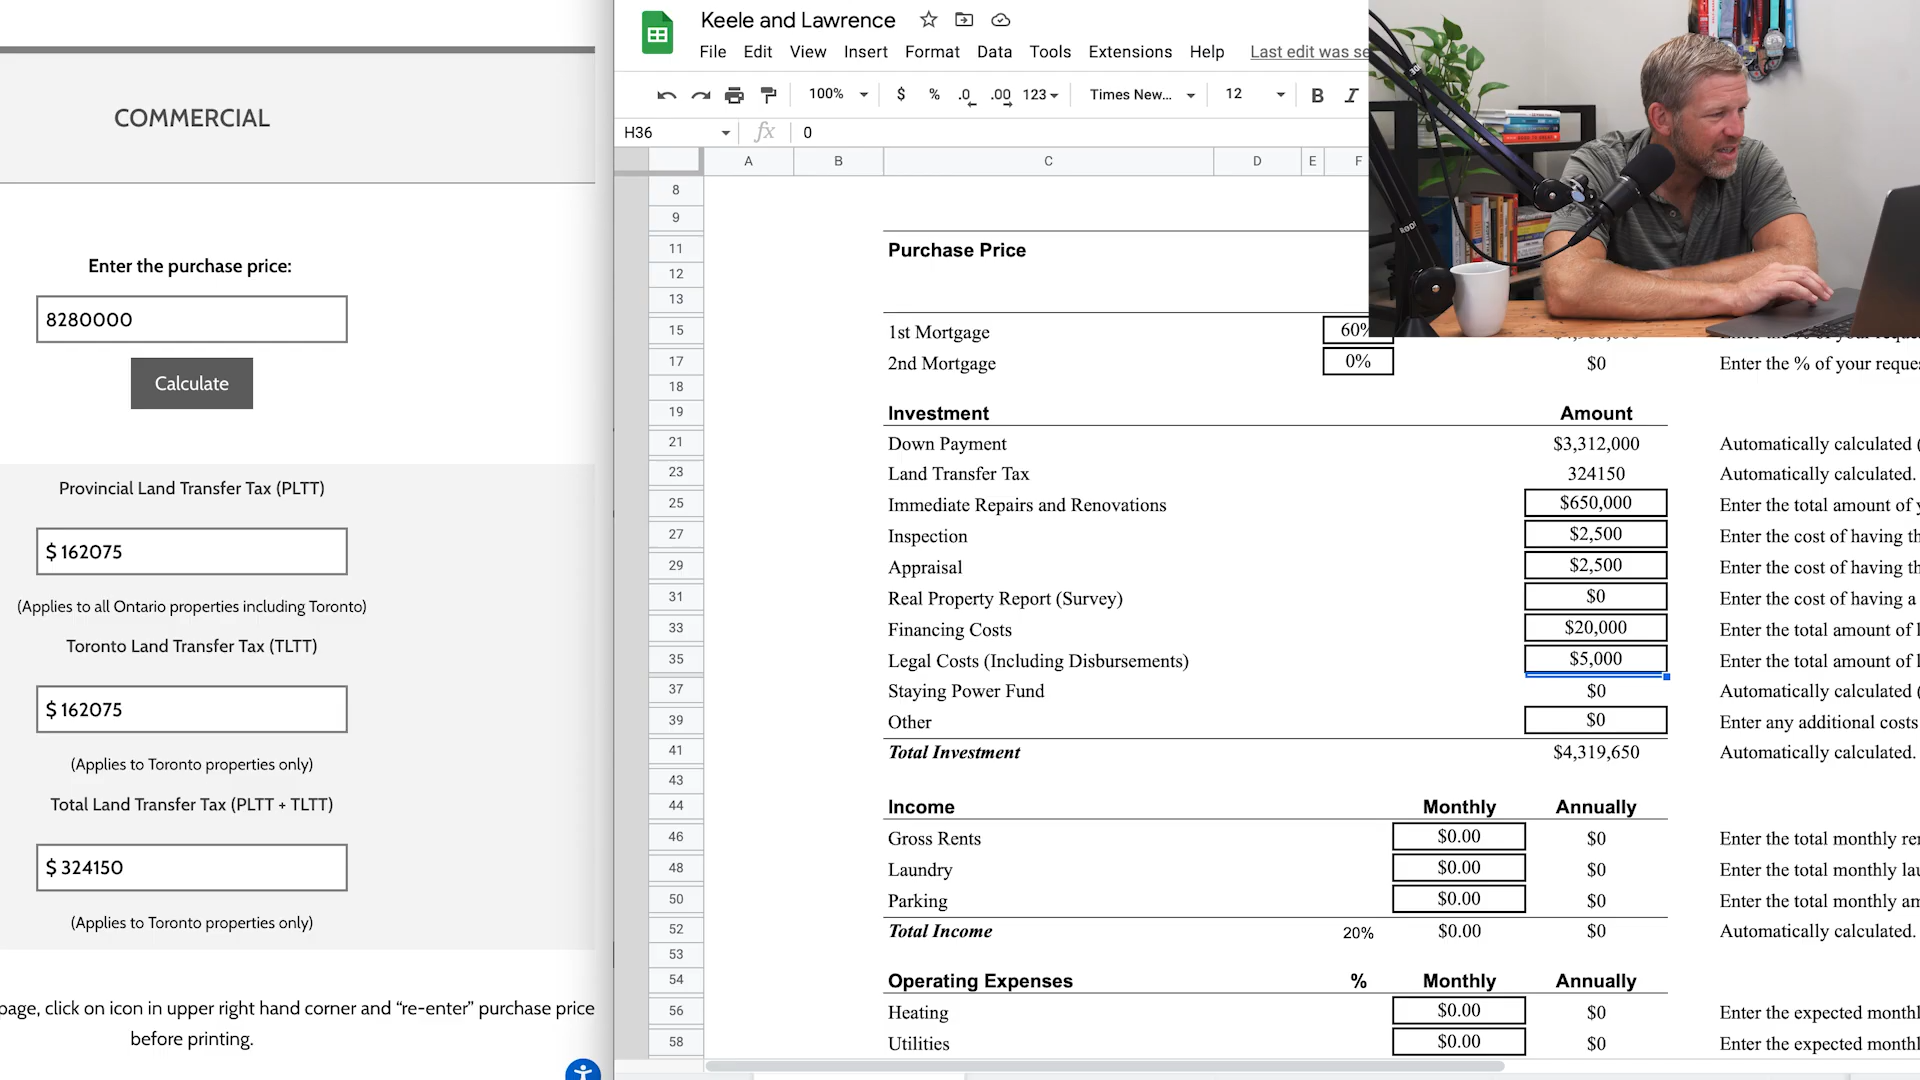 COMMERCIAL
Enter the purchase price:
8280000
Calculate
Provincial Land Transfer Tax (PLTT)
$ 162075
(Applies to all Ontario properties including Toronto)
Toronto Land Transfer Tax (TLTT)
$ 162075
(Applies to Toronto properties only)
Total Land Transfer Tax (PLTT + TLTT)
$ 324150
(Applies to Toronto properties only)
page, click on icon in upper right hand corner and “re-enter” purchase price
before printing.
Keele and Lawrence
File Edit View Insert Format Data Tools Extensions Help Last edit was se
100% $ % .0 .00 123 Times New... 12 B I
H36 fx 0
A B C D E F
8
9
11 Purchase Price
12
13
15 1st Mortgage 60%
17 2nd Mortgage 0% $0 Enter the % of your reque
18
19 Investment Amount
21 Down Payment $3,312,000 Automatically calculated (
23 Land Transfer Tax 324150 Automatically calculated.
25 Immediate Repairs and Renovations $650,000 Enter the total amount of y
27 Inspection $2,500 Enter the cost of having th
29 Appraisal $2,500 Enter the cost of having th
31 Real Property Report (Survey) $0 Enter the cost of having a
33 Financing Costs $20,000 Enter the total amount of l
35 Legal Costs (Including Disbursements) $5,000 Enter the total amount of l
37 Staying Power Fund $0 Automatically calculated (
39 Other $0 Enter any additional costs
41 Total Investment $4,319,650 Automatically calculated.
43
44 Income Monthly Annually
46 Gross Rents $0.00 $0 Enter the total monthly ren
48 Laundry $0.00 $0 Enter the total monthly lau
50 Parking $0.00 $0 Enter the total monthly am
52 Total Income 20% $0.00 $0 Automatically calculated.
53
54 Operating Expenses % Monthly Annually
56 Heating $0.00 $0 Enter the expected monthl
58 Utilities $0.00 $0 Enter the expected monthl
RØDE